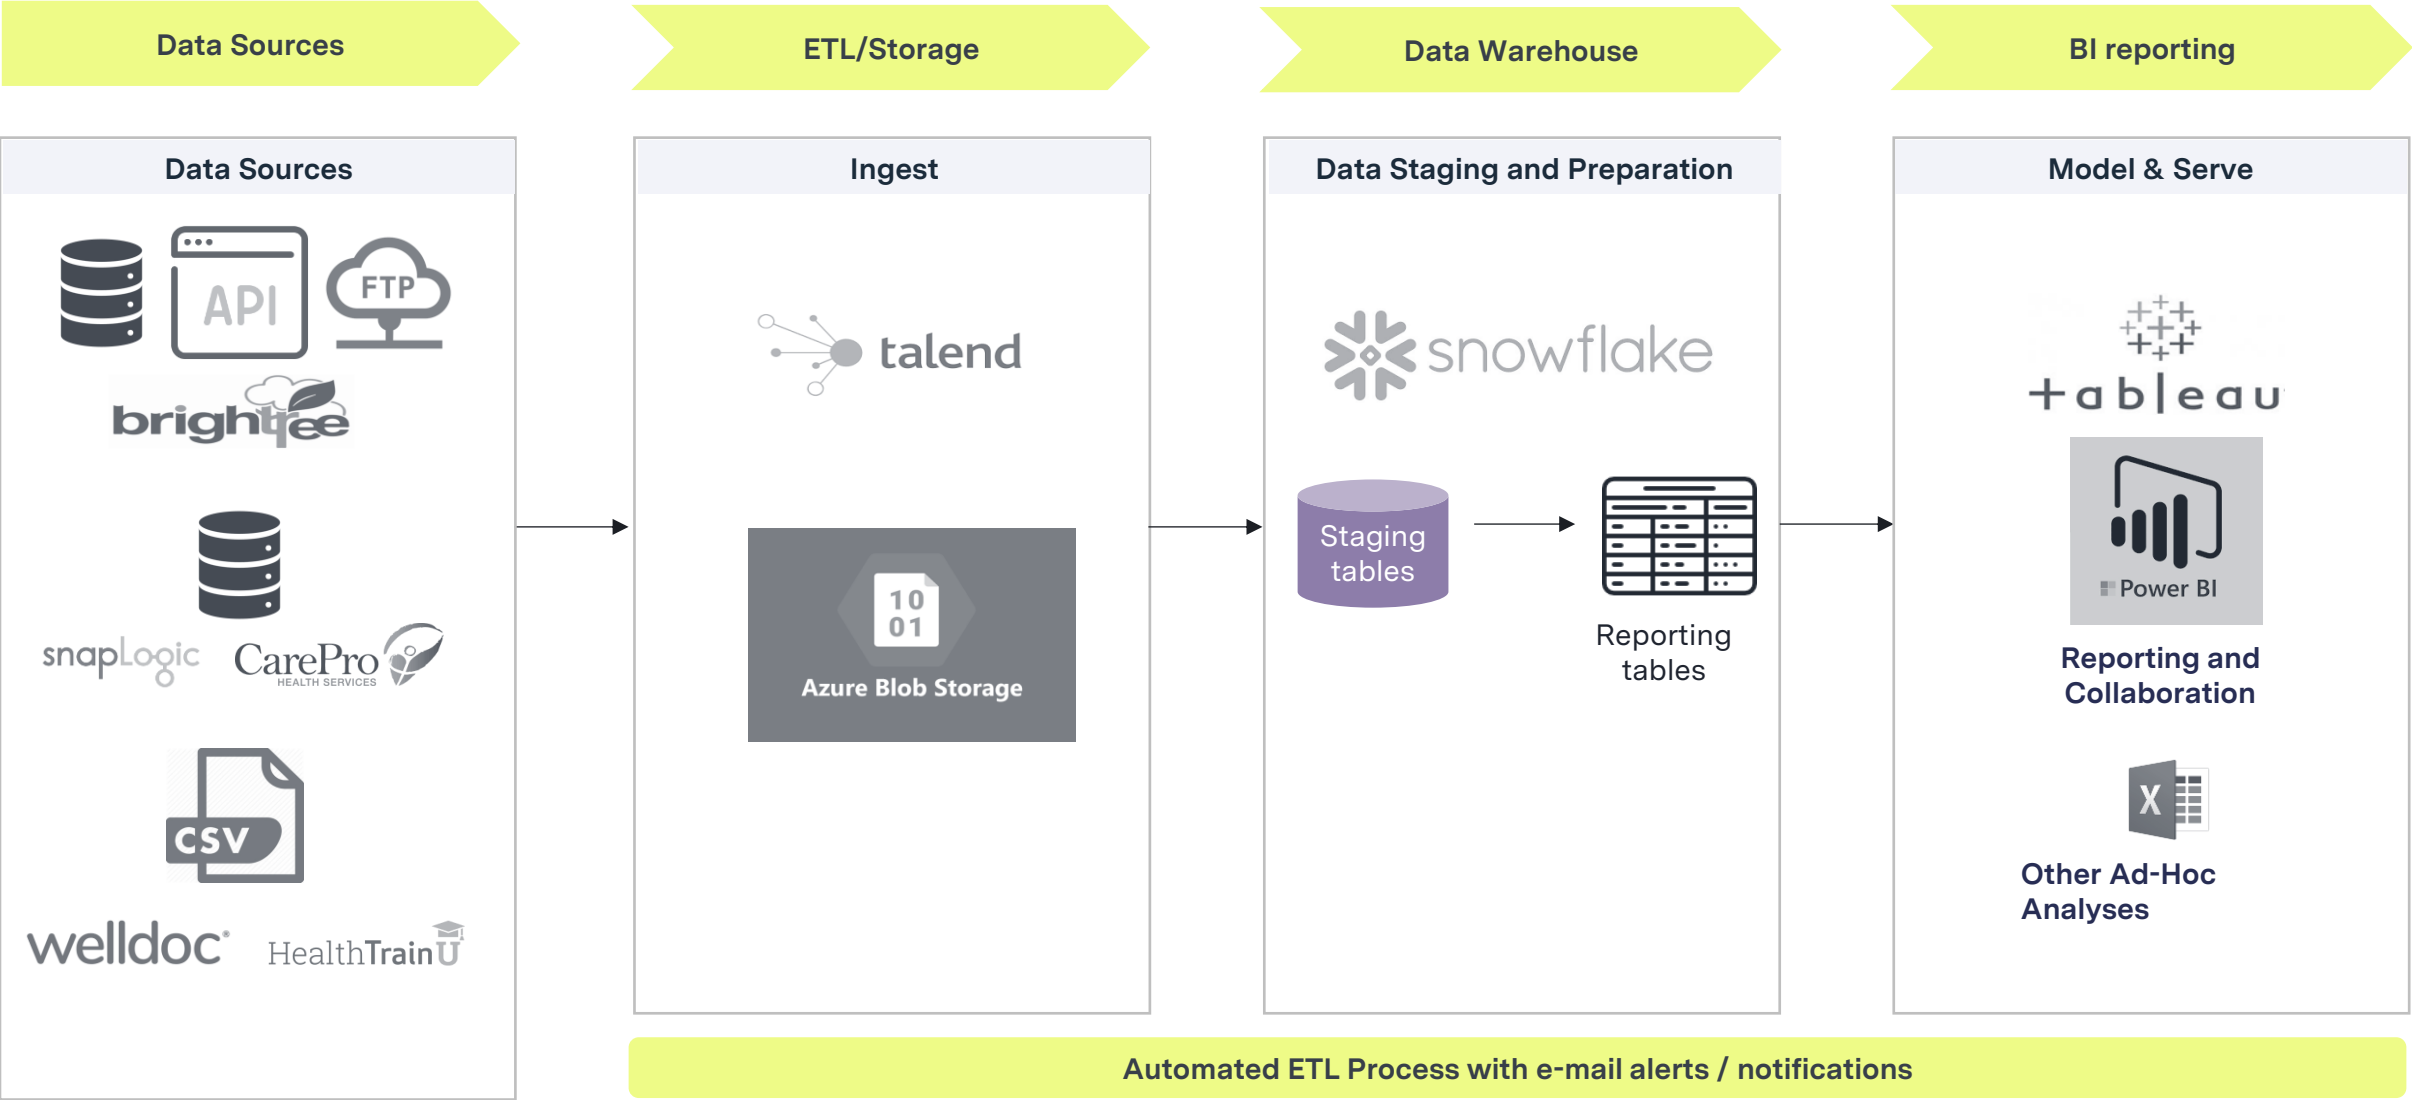 Data Sources
ETL/Storage
Data Warehouse
BI reporting
Data Sources
API
FTP
brightree
snapLogic
CarePro
HEALTH SERVICES
CSV
welldoc®
HealthTrainU
Ingest
talend
10
01
Azure Blob Storage
Data Staging and Preparation
snowflake
Staging
tables
Reporting
tables
Model & Serve
+ableau
Power BI
Reporting and
Collaboration
X
Other Ad-Hoc
Analyses
Automated ETL Process with e-mail alerts / notifications